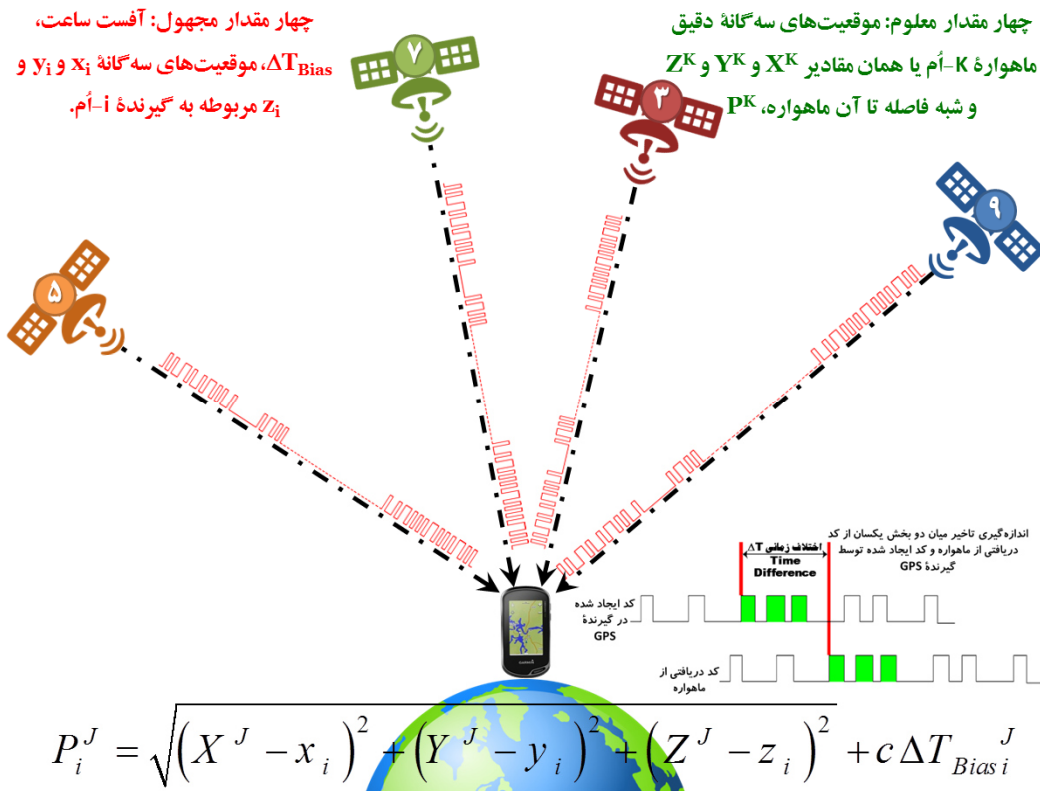 چهار مقدار معلوم: موقعیت‌های سه‌گانهٔ دقیق
ماهوارهٔ K-اُم یا همان مقادیر X^K و Y^K و Z^K
و شبه فاصله تا آن ماهواره، P^K
چهار مقدار مجهول: آفست ساعت،
ΔT_Bias، موقعیت‌های سه‌گانهٔ x_i و y_i و
z_i مربوطه به گیرندهٔ i-اُم.
۷
۳
۹
۵
اندازه‌گیری تاخیر میان دو بخش یکسان از کد
دریافتی از ماهواره و کد ایجاد شده توسط
گیرندهٔ GPS
اختلاف زمانی ΔT
Time
Difference
کد ایجاد شده
در گیرندهٔ
GPS
کد دریافتی از
ماهواره
P_i^J = √((X^J − x_i)^2 + (Y^J − y_i)^2 + (Z^J − z_i)^2) + c ΔT_{Bias i}^J